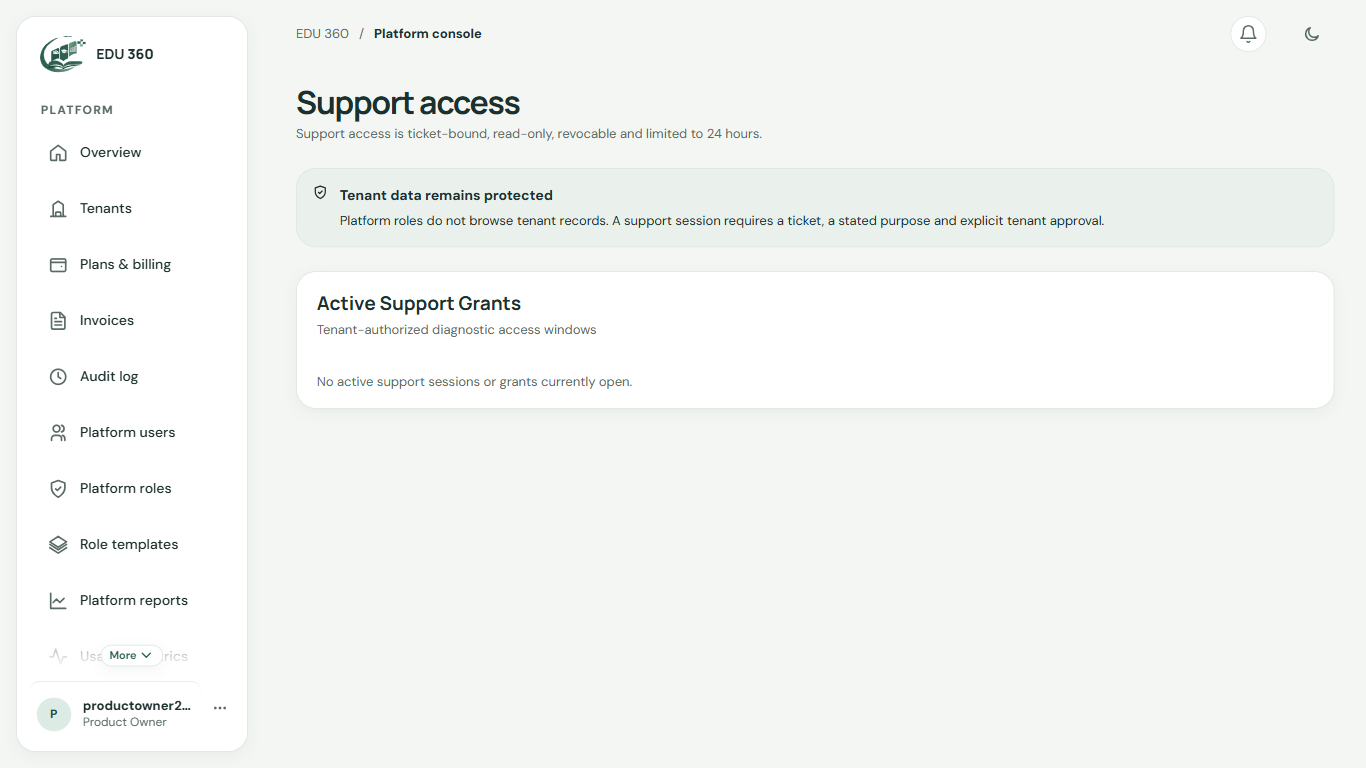 EDU 360
PLATFORM
Overview
Tenants
Plans & billing
Invoices
Audit log
Platform users
Platform roles
Role templates
Platform reports
More
P
productowner2...
Product Owner
EDU 360 / Platform console
Support access
Support access is ticket-bound, read-only, revocable and limited to 24 hours.
Tenant data remains protected
Platform roles do not browse tenant records. A support session requires a ticket, a stated purpose and explicit tenant approval.
Active Support Grants
Tenant-authorized diagnostic access windows
No active support sessions or grants currently open.